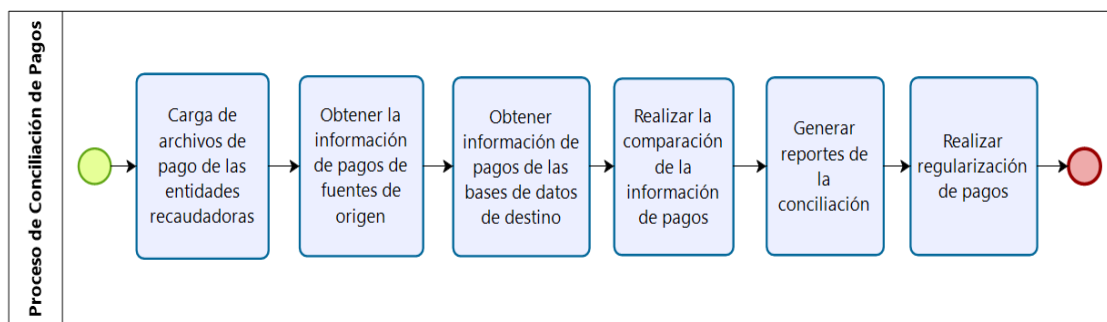 Proceso de Conciliación de Pagos
Carga de
archivos de
pago de las
entidades
recaudadoras
Obtener la
información
de pagos de
fuentes de
origen
Obtener
información de
pagos de las
bases de datos
de destino
Realizar la
comparación
de la
información
de pagos
Generar
reportes de
la
conciliación
Realizar
regularización
de pagos